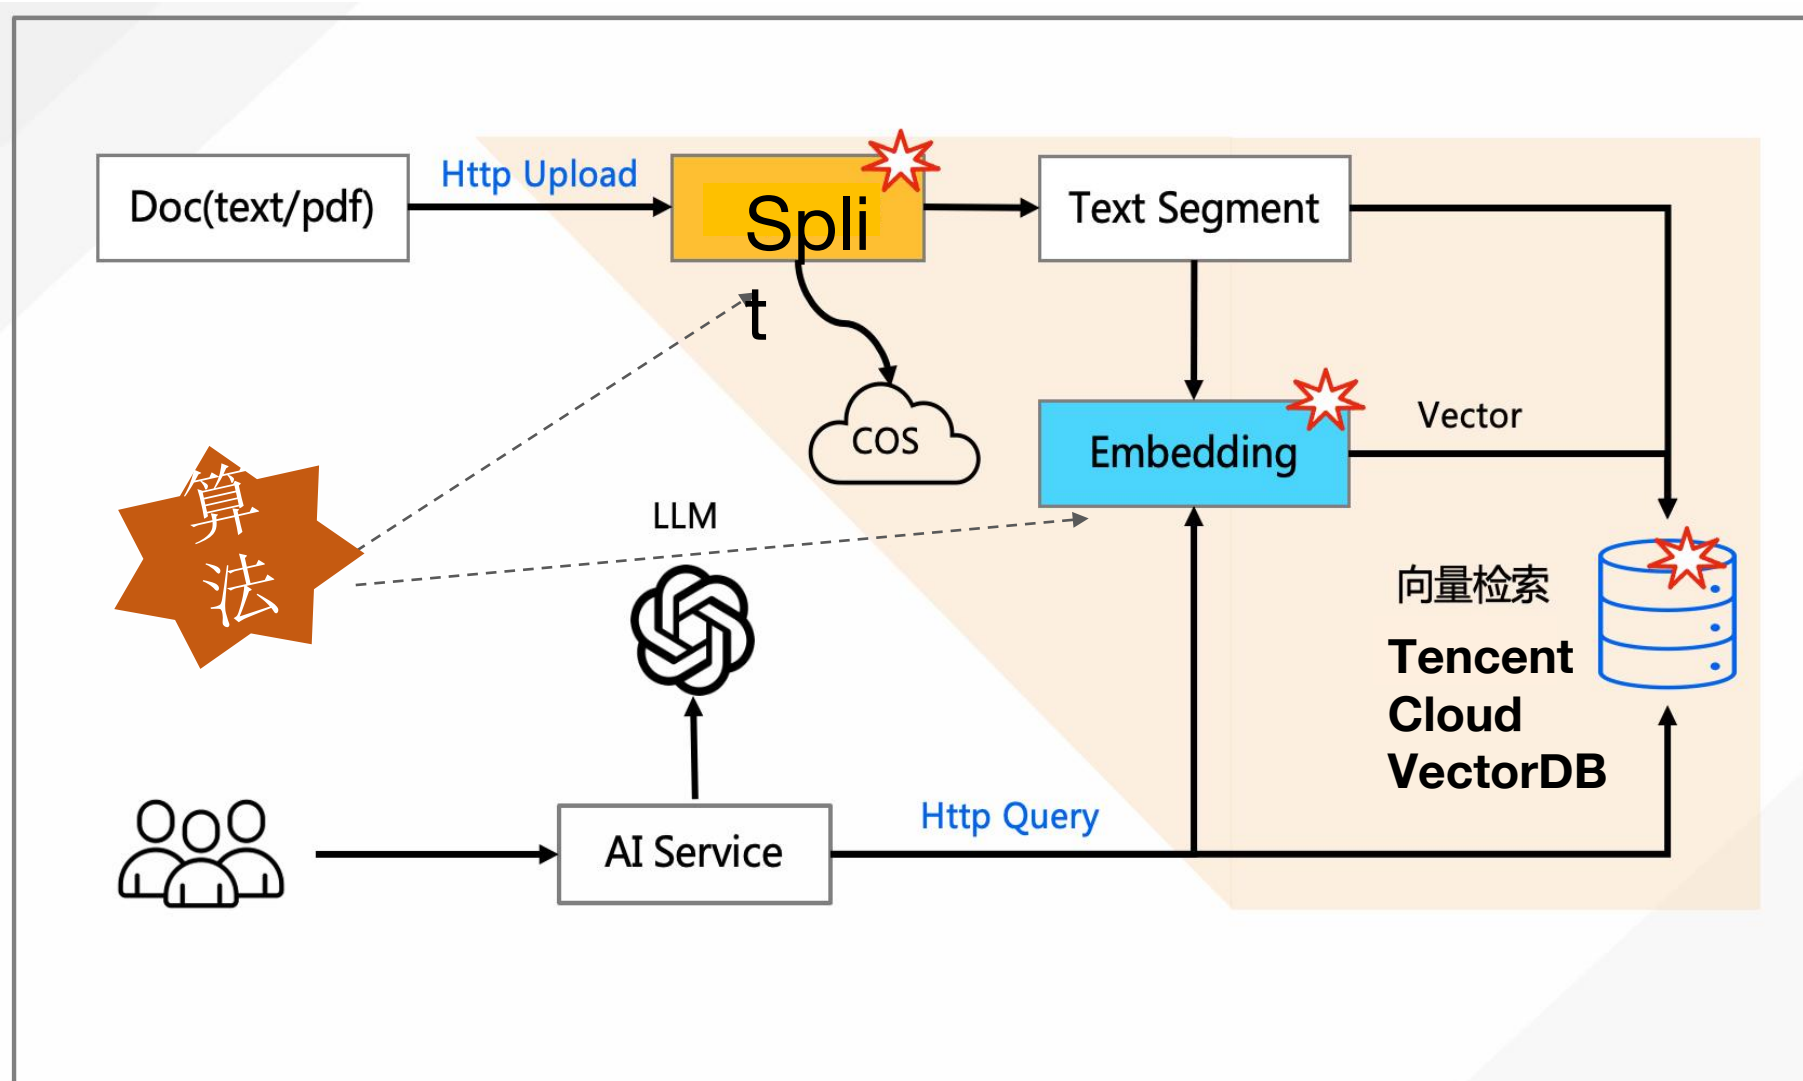 Doc(text/pdf)
Http Upload
Spli
t
Text Segment
COS
Embedding
Vector
算
法
LLM
向量检索
Tencent
Cloud
VectorDB
AI Service
Http Query